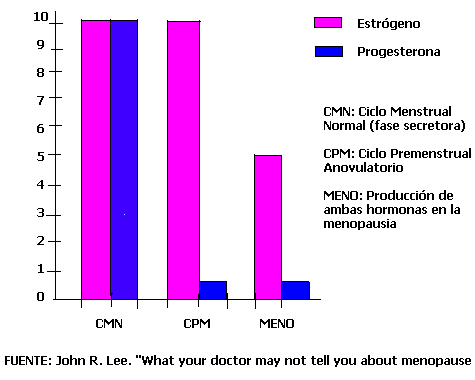 10
9
8
7
6
5
4
3
2
1
0
CMN
CPM
MENO
Estrógeno
Progesterona
CMN: Ciclo Menstrual
Normal (fase secretora)
CPM: Ciclo Premenstrual
Anovulatorio
MENO: Producción de
ambas hormonas en la
menopausia
FUENTE: John R. Lee. "What your doctor may not tell you about menopause